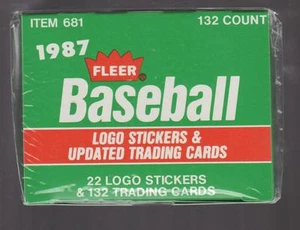 ITEM 681 132 COUNT
1987
FLEER
Baseball
LOGO STICKERS &
UPDATED TRADING CARDS
22 LOGO STICKERS
& 132 TRADING CARDS